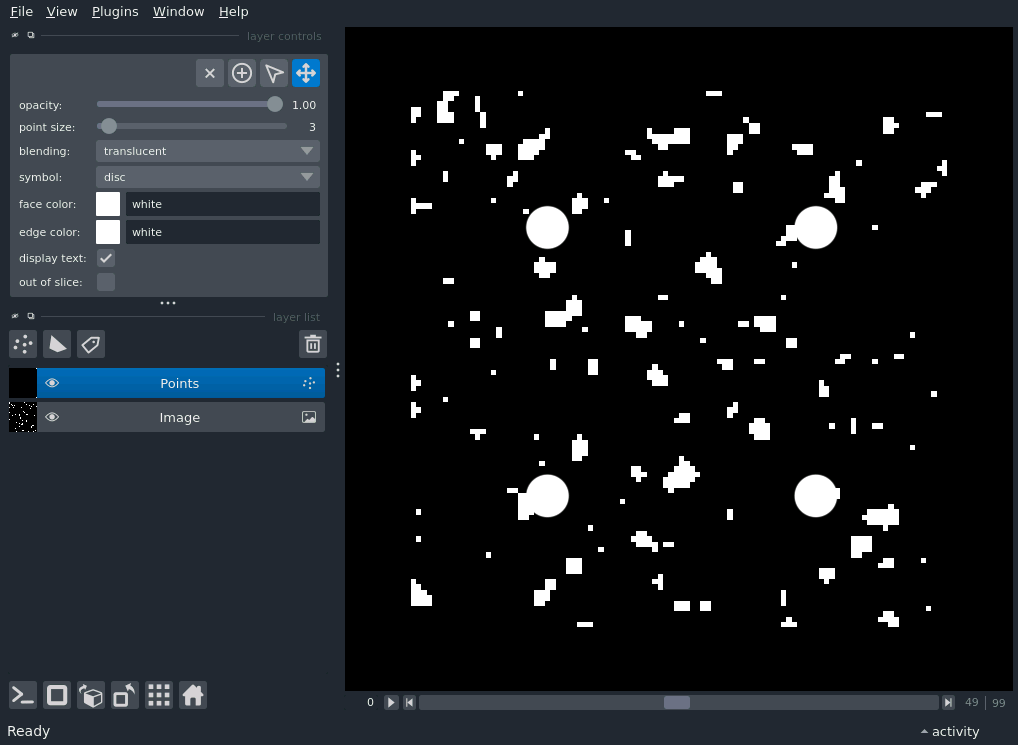 File View Plugins Window Help
layer controls
opacity: 1.00
point size: 3
blending: translucent
symbol: disc
face color: white
edge color: white
display text:
out of slice:
layer list
Points
Image
0 49 99
Ready activity